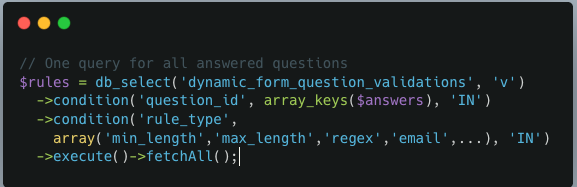 // One query for all answered questions
$rules = db_select('dynamic_form_question_validations', 'v')
->condition('question_id', array_keys($answers), 'IN')
->condition('rule_type',
array('min_length','max_length','regex','email',...), 'IN')
->execute()->fetchAll();